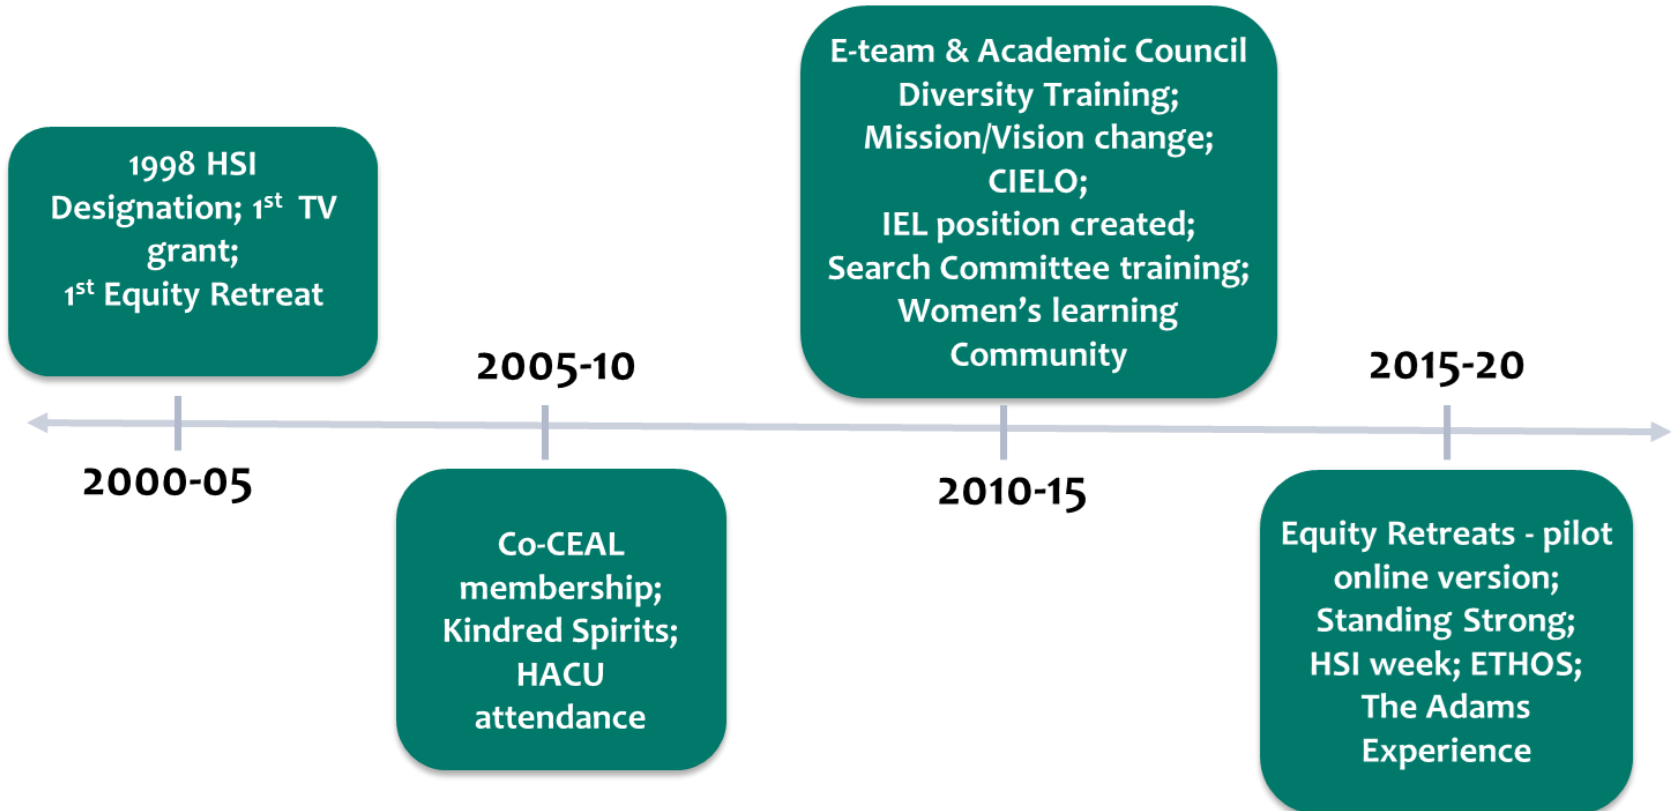 1998 HSI
Designation; 1st TV
grant;
1st Equity Retreat
2000-05
2005-10
Co-CEAL
membership;
Kindred Spirits;
HACU
attendance
E-team & Academic Council
Diversity Training;
Mission/Vision change;
CIELO;
IEL position created;
Search Committee training;
Women’s learning
Community
2010-15
2015-20
Equity Retreats - pilot
online version;
Standing Strong;
HSI week; ETHOS;
The Adams
Experience